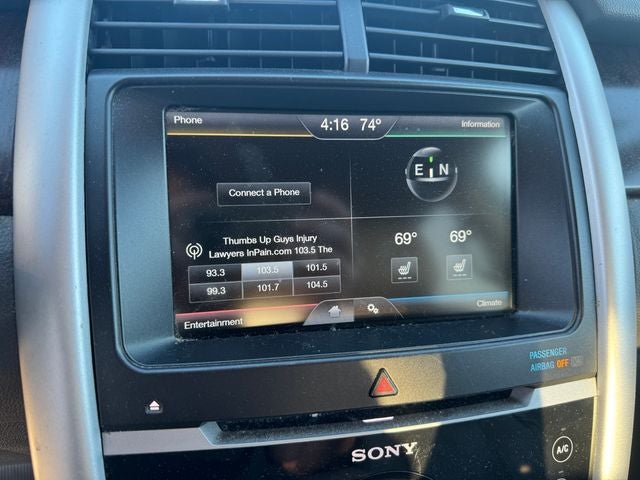 Phone
4:16 74°
Information
E N
Connect a Phone
69° 69°
Thumbs Up Guys Injury
Lawyers InPain.com 103.5 The
93.3 103.5 101.5
99.3 101.7 104.5
Entertainment
Climate
PASSENGER
AIRBAG OFF
SONY
A/C